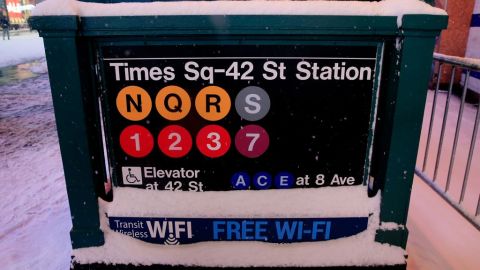 Times Sq-42 St Station
N Q R S
1 2 3 7
Elevator
at 42 St
A C E at 8 Ave
Transit
Wireless WiFi FREE WI-FI